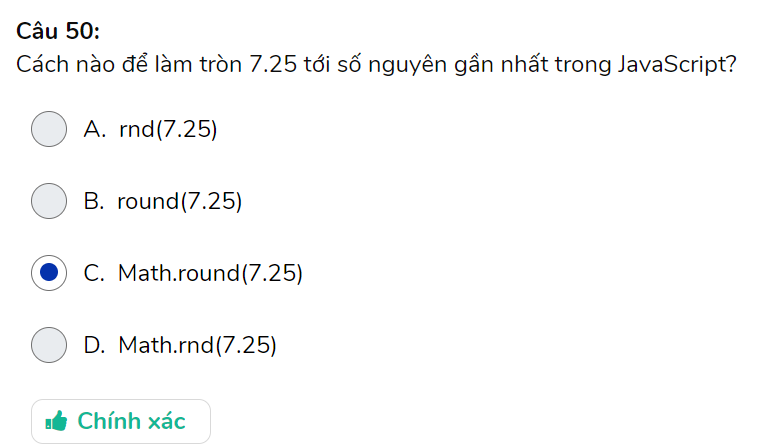 Câu 50:
Cách nào để làm tròn 7.25 tới số nguyên gần nhất trong JavaScript?
A. rnd(7.25)
B. round(7.25)
C. Math.round(7.25)
D. Math.rnd(7.25)
Chính xác